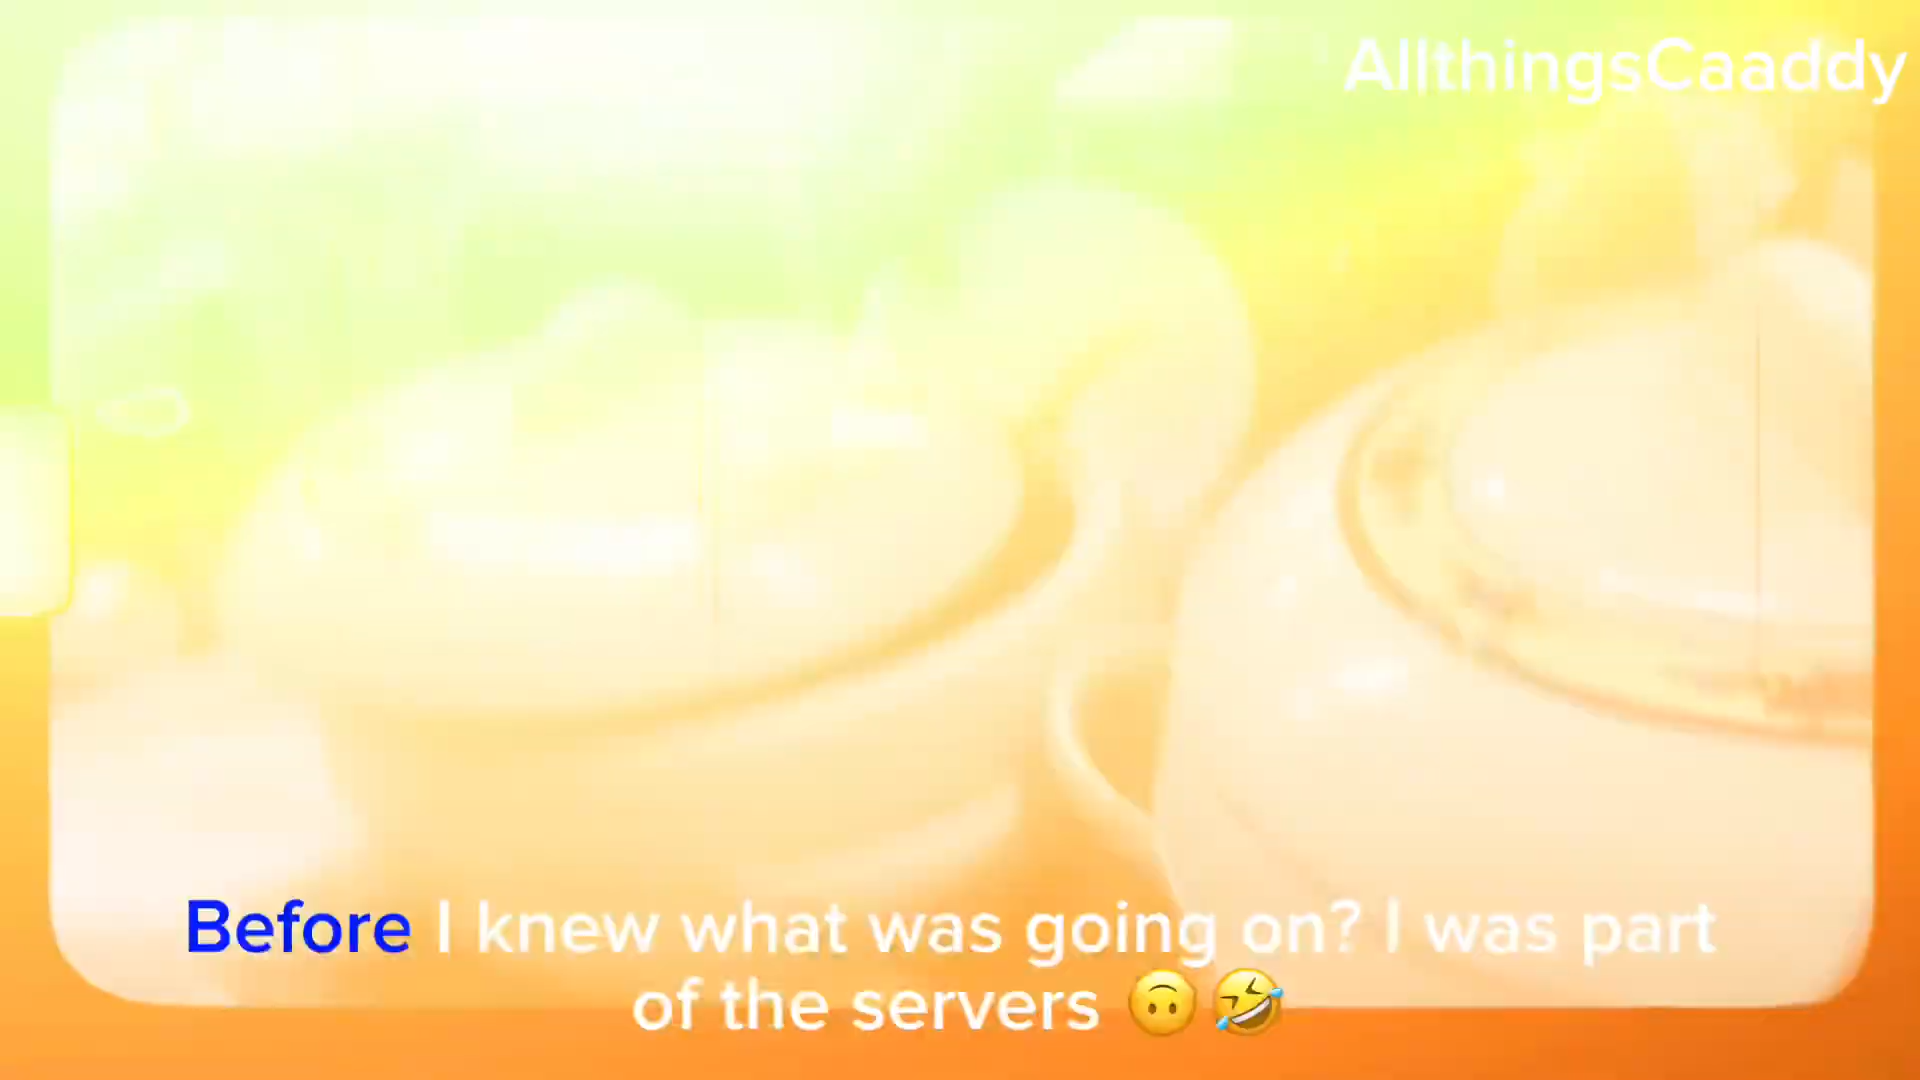 AllthingsCaaddy
Before I knew what was going on? I was part
of the servers 🙃🤣